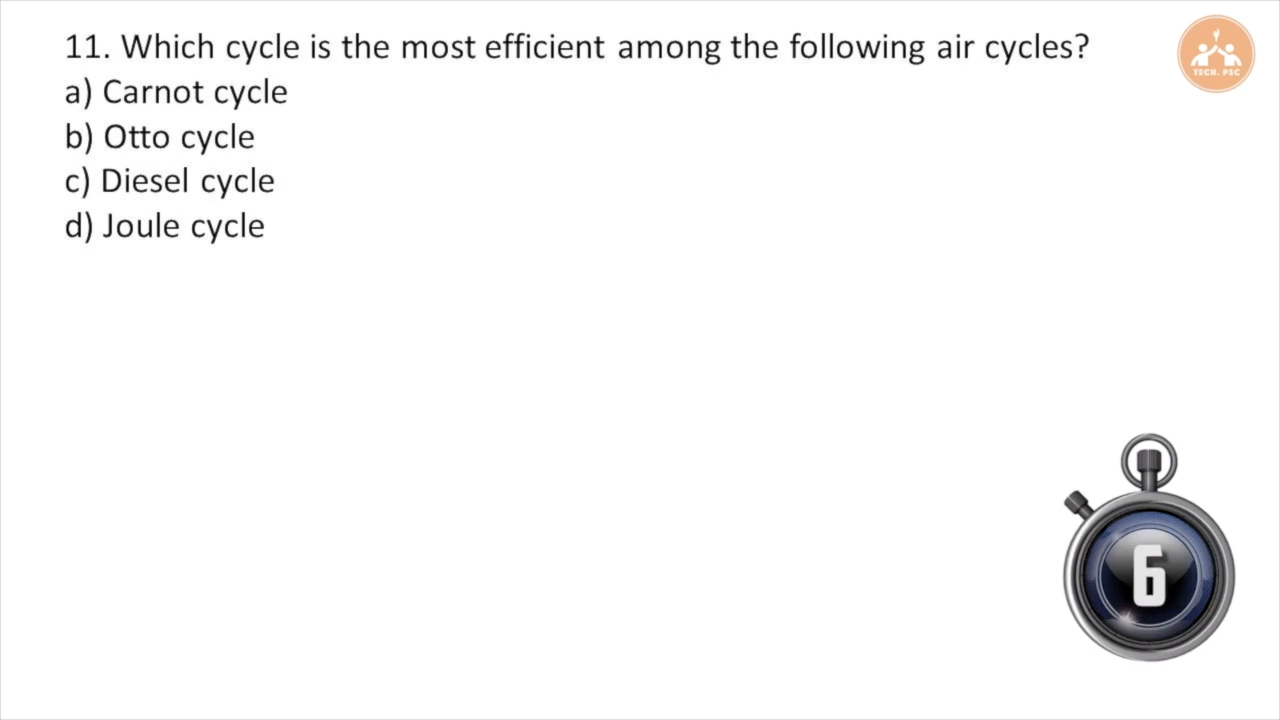 11. Which cycle is the most efficient among the following air cycles?
a) Carnot cycle
b) Otto cycle
c) Diesel cycle
d) Joule cycle
TECH. PSC
6